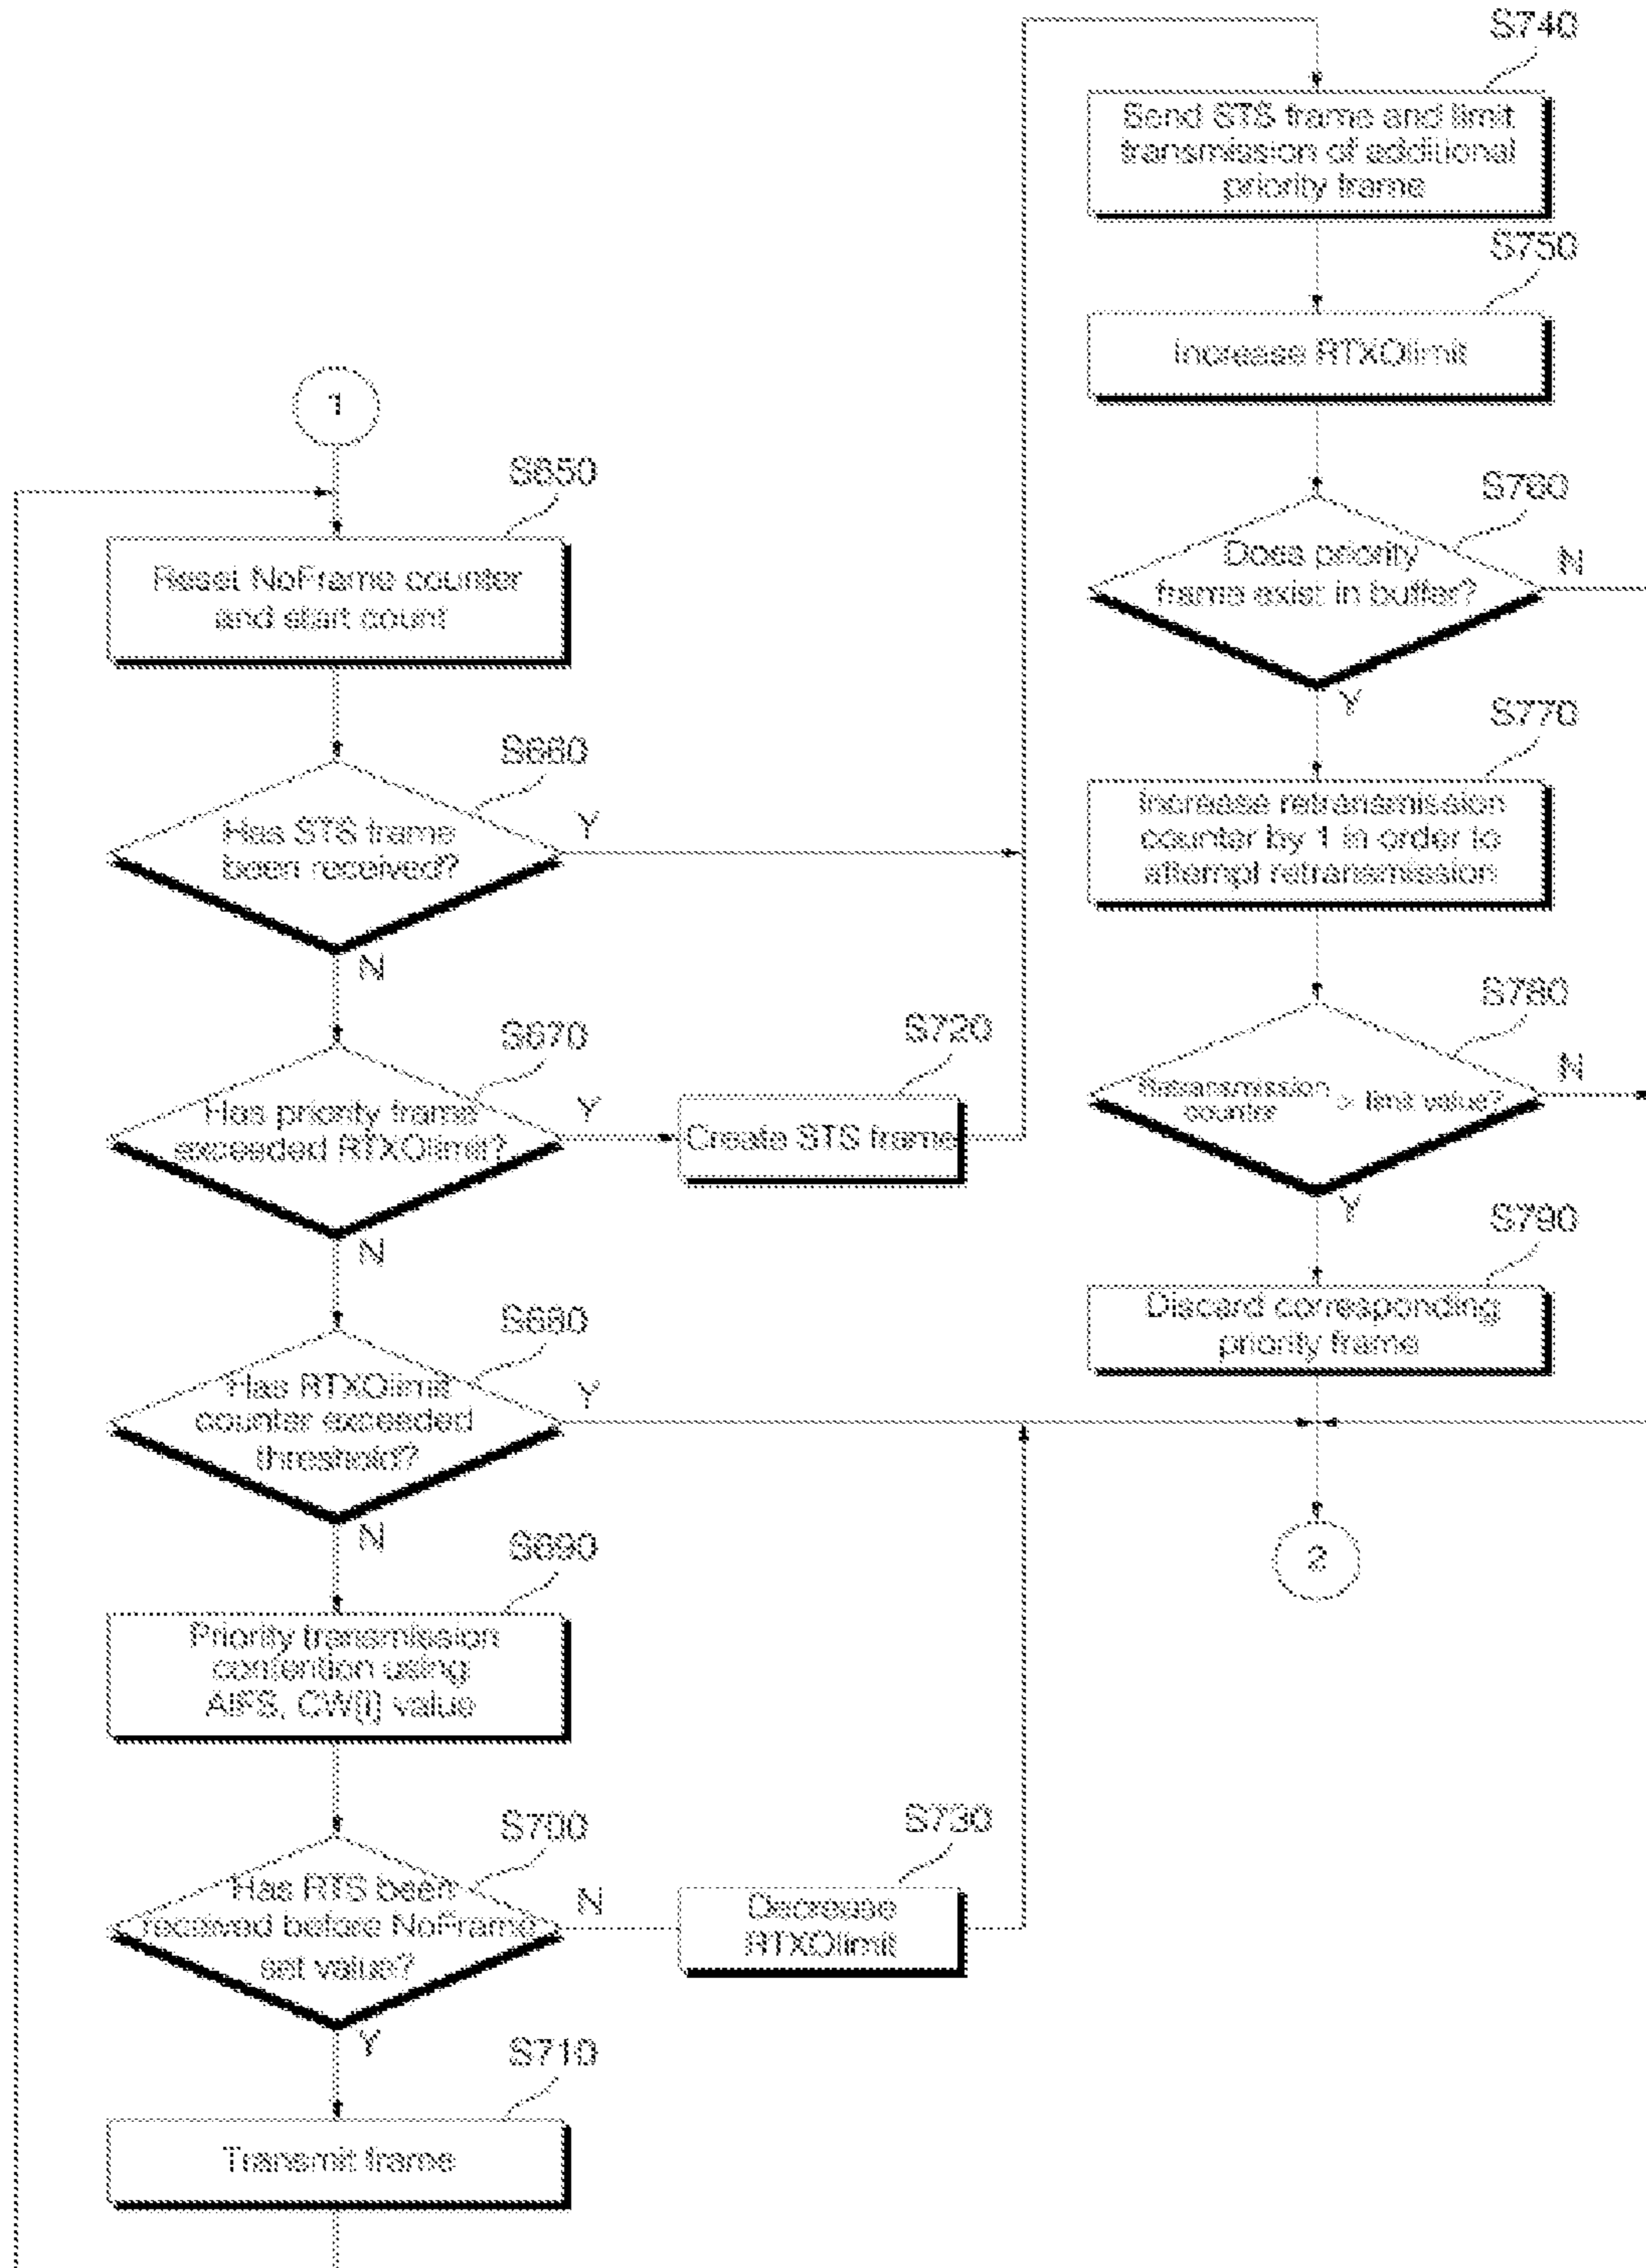 1
S650
Reset NoFrame counter
and start count
S660
Has STS frame
been received?
Y
N
S670
Has priority frame
exceeded RTXOlimit?
Y
N
S720
Create STS frame
S680
Has RTXOlimit
counter exceeded
threshold?
Y
N
S690
Priority transmission
contention using
AIFS, CW[i] value
S700
Has RTS been
received before NoFrame
set value?
N
Y
S730
Decrease
RTXOlimit
S710
Transmit frame
S740
Send STS frame and limit
transmission of additional
priority frame
S750
Increase RTXOlimit
S760
Dose priority
frame exist in buffer?
N
Y
S770
Increase retransmission
counter by 1 in order to
attempt retransmission
S780
Retransmission
counter > limit value?
N
Y
S790
Discard corresponding
priority frame
2